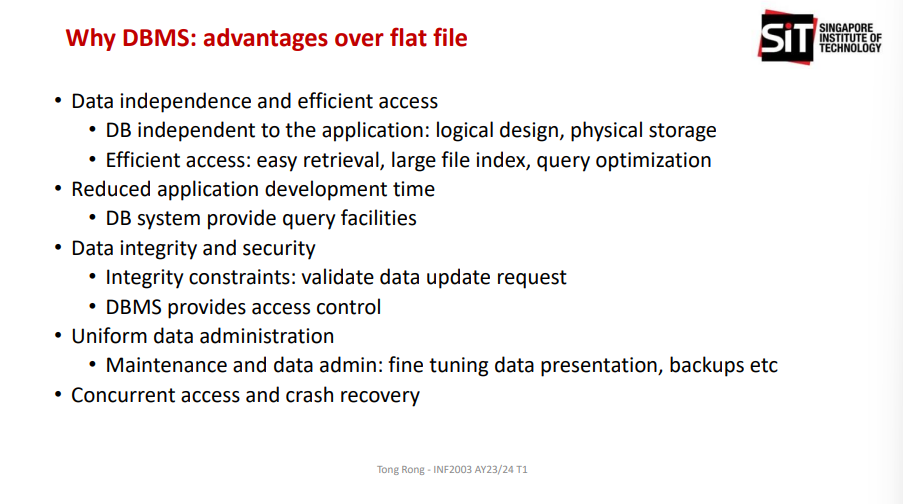 Why DBMS: advantages over flat file
SiT SINGAPORE
INSTITUTE OF
TECHNOLOGY
• Data independence and efficient access
• DB independent to the application: logical design, physical storage
• Efficient access: easy retrieval, large file index, query optimization
• Reduced application development time
• DB system provide query facilities
• Data integrity and security
• Integrity constraints: validate data update request
• DBMS provides access control
• Uniform data administration
• Maintenance and data admin: fine tuning data presentation, backups etc
• Concurrent access and crash recovery
Tong Rong - INF2003 AY23/24 T1